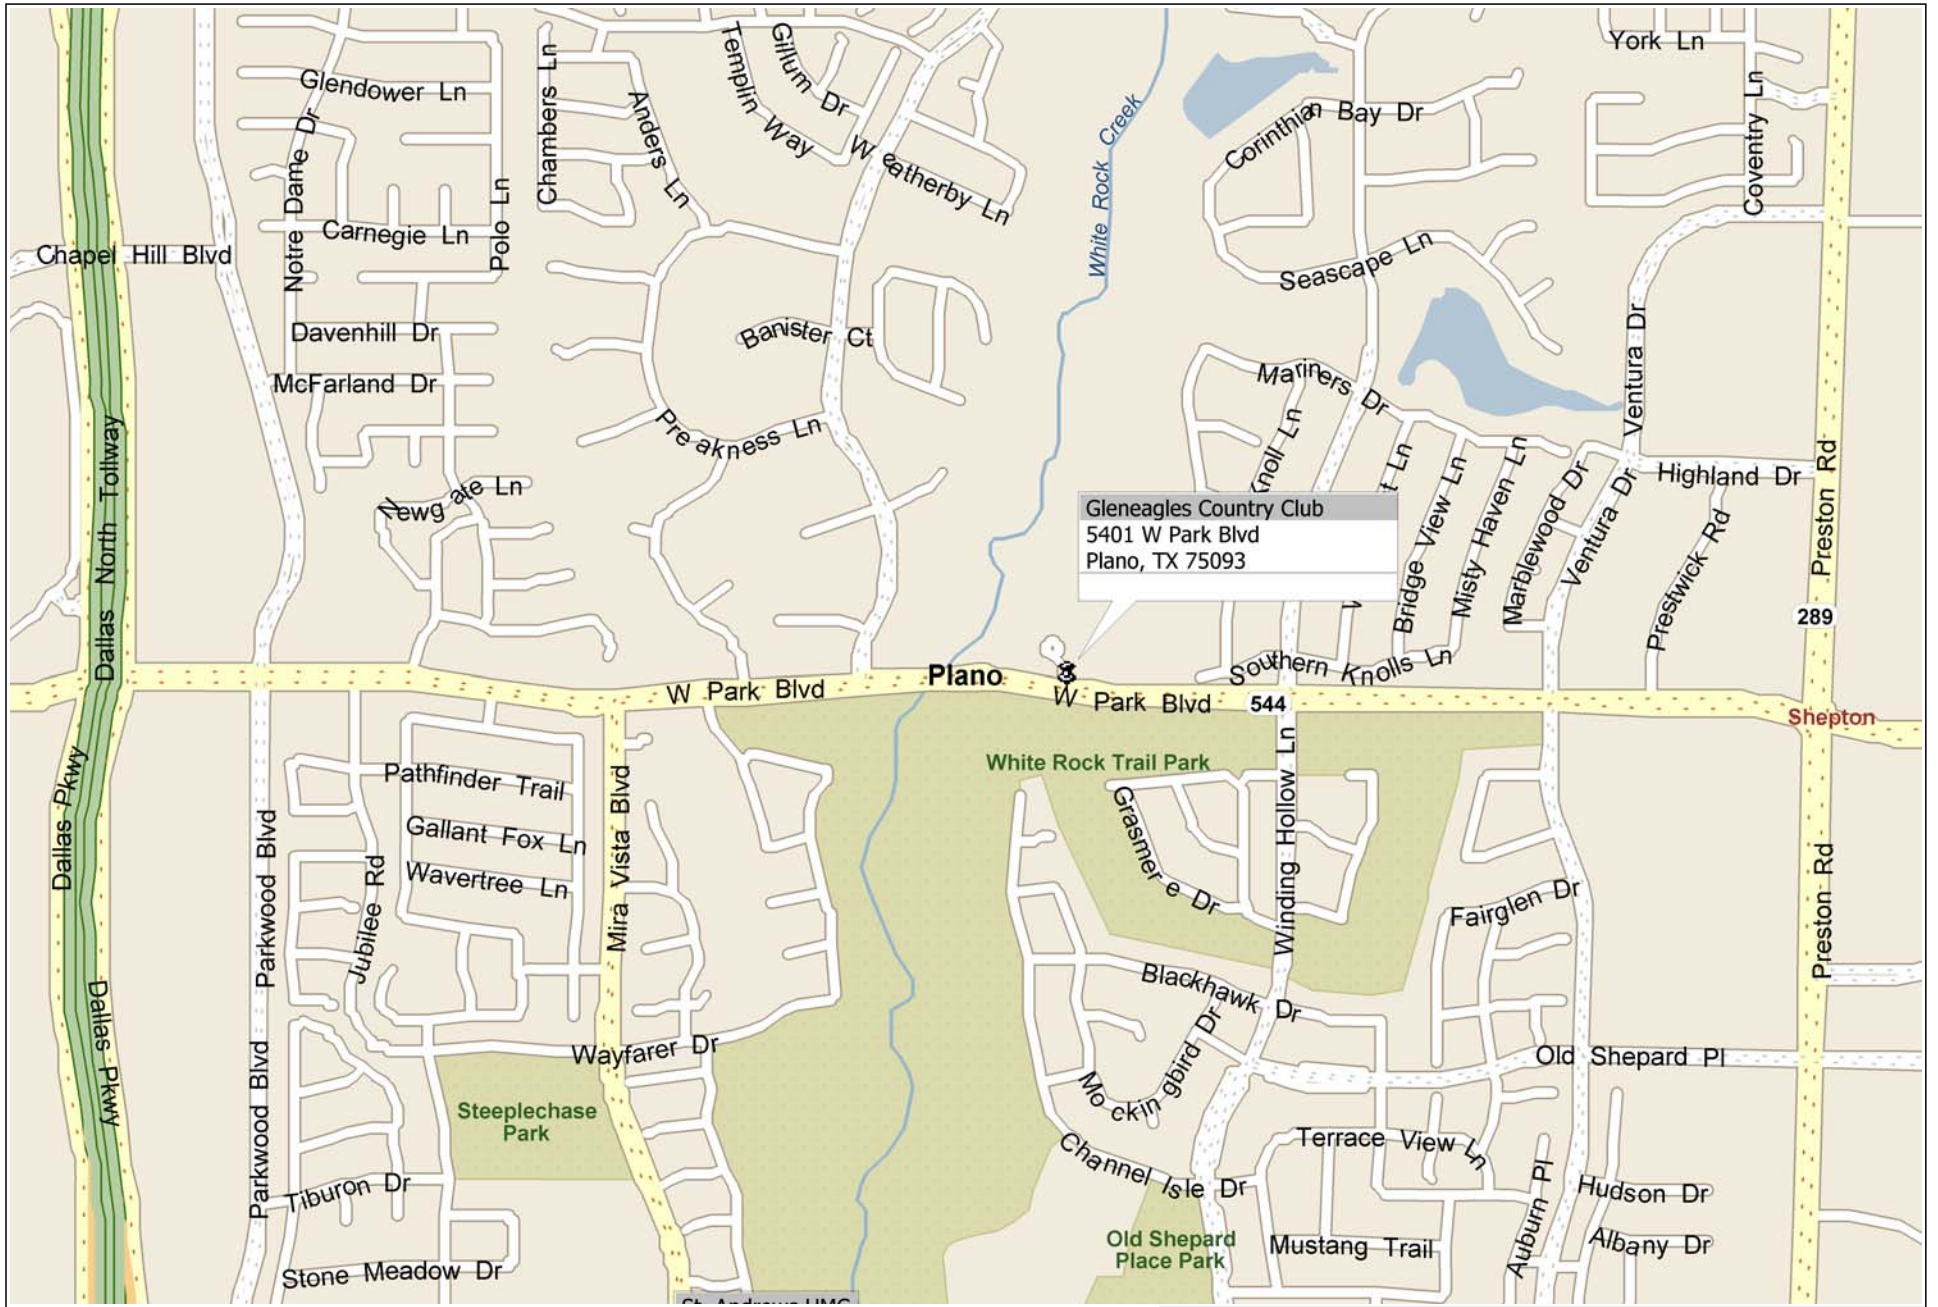 York Ln
Glendower Ln
Chambers Ln
Templin Way
Gillum Dr
Anders Ln
Weatherby Ln
White Rock Creek
Corinthian Bay Dr
Coventry Ln
Notre Dame Dr
Polo Ln
Carnegie Ln
Chapel Hill Blvd
Seascape Ln
Davenhill Dr
Banister Ct
Ventura Dr
McFarland Dr
Mariners Dr
Preakness Ln
Knoll Ln
t Ln
Bridge View Ln
Misty Haven Ln
Marblewood Dr
Ventura Dr
Highland Dr
Preston Rd
Prestwick Rd
Dallas North Tollway
Newgate Ln
Gleneagles Country Club
5401 W Park Blvd
Plano, TX 75093
289
Southern Knolls Ln
Plano
W Park Blvd
W Park Blvd
544
Shepton
White Rock Trail Park
Dallas Pkwy
Pathfinder Trail
Gallant Fox Ln
Wavertree Ln
Mira Vista Blvd
Parkwood Blvd
Jubilee Rd
Grasmere Dr
Winding Hollow Ln
Fairglen Dr
Preston Rd
Blackhawk Dr
Dallas Pkwy
Wayfarer Dr
Mockingbird Dr
Old Shepard Pl
Parkwood Blvd
Steeplechase
Park
Channel Isle Dr
Terrace View Ln
Auburn Pl
Hudson Dr
Tiburon Dr
Old Shepard
Place Park
Mustang Trail
Albany Dr
Stone Meadow Dr
St. Andrews UMC